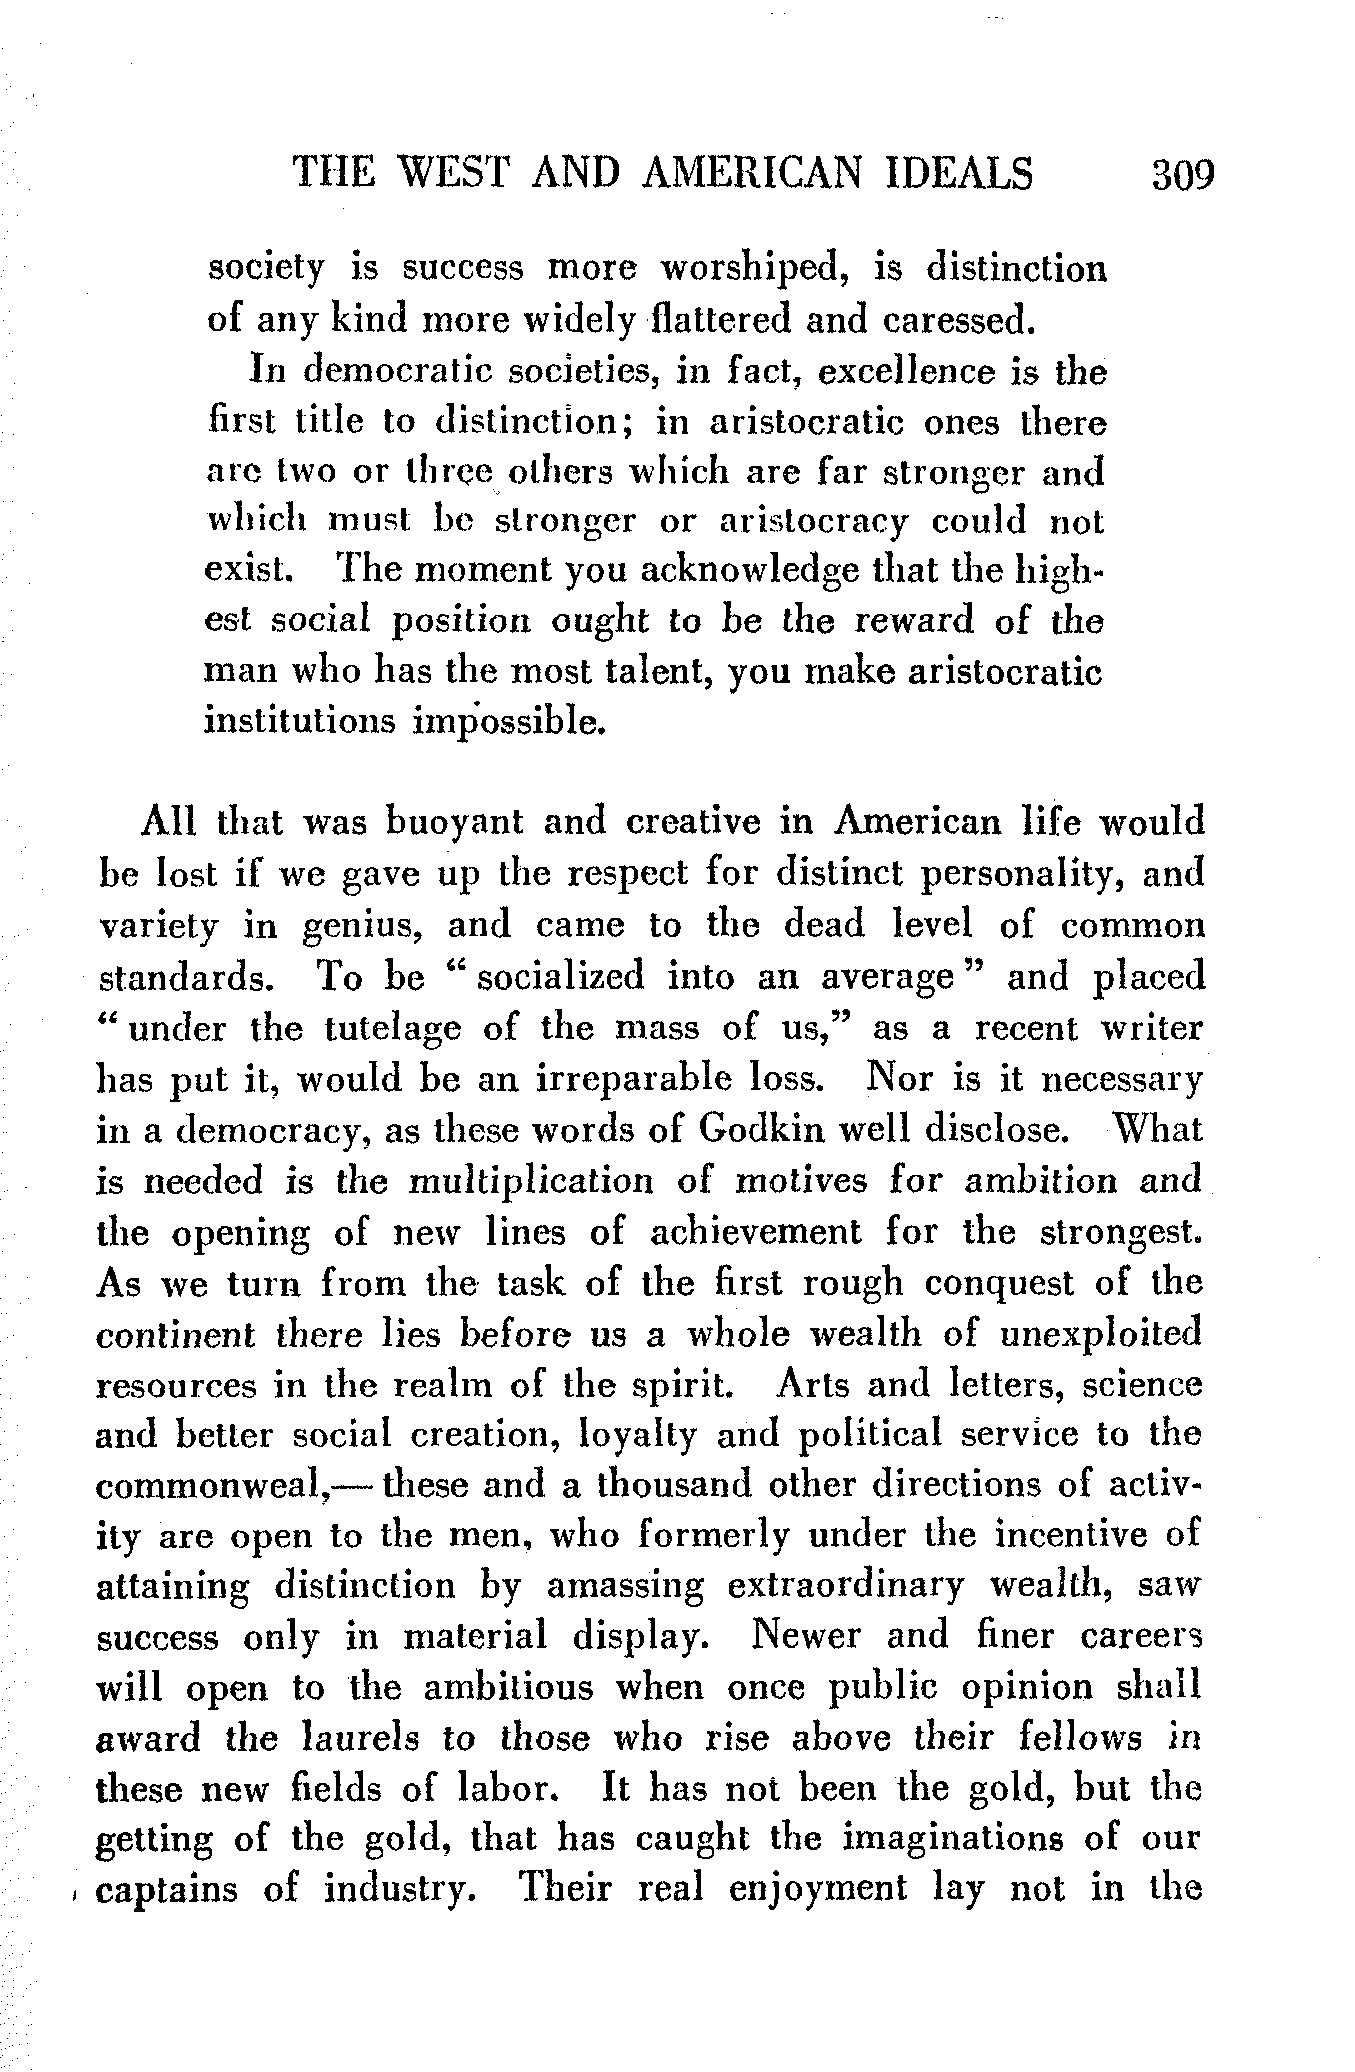 THE WEST AND AMERICAN IDEALS 309
society is success more worshiped, is distinction
of any kind more widely flattered and caressed.
In democratic societies, in fact, excellence is the
first title to distinction; in aristocratic ones there
are two or three others which are far stronger and
which must be stronger or aristocracy could not
exist. The moment you acknowledge that the high-
est social position ought to be the reward of the
man who has the most talent, you make aristocratic
institutions impossible.
All that was buoyant and creative in American life would
be lost if we gave up the respect for distinct personality, and
variety in genius, and came to the dead level of common
standards. To be “ socialized into an average ” and placed
“ under the tutelage of the mass of us,” as a recent writer
has put it, would be an irreparable loss. Nor is it necessary
in a democracy, as these words of Godkin well disclose. What
is needed is the multiplication of motives for ambition and
the opening of new lines of achievement for the strongest.
As we turn from the task of the first rough conquest of the
continent there lies before us a whole wealth of unexploited
resources in the realm of the spirit. Arts and letters, science
and better social creation, loyalty and political service to the
commonweal,— these and a thousand other directions of activ-
ity are open to the men, who formerly under the incentive of
attaining distinction by amassing extraordinary wealth, saw
success only in material display. Newer and finer careers
will open to the ambitious when once public opinion shall
award the laurels to those who rise above their fellows in
these new fields of labor. It has not been the gold, but the
getting of the gold, that has caught the imaginations of our
captains of industry. Their real enjoyment lay not in the